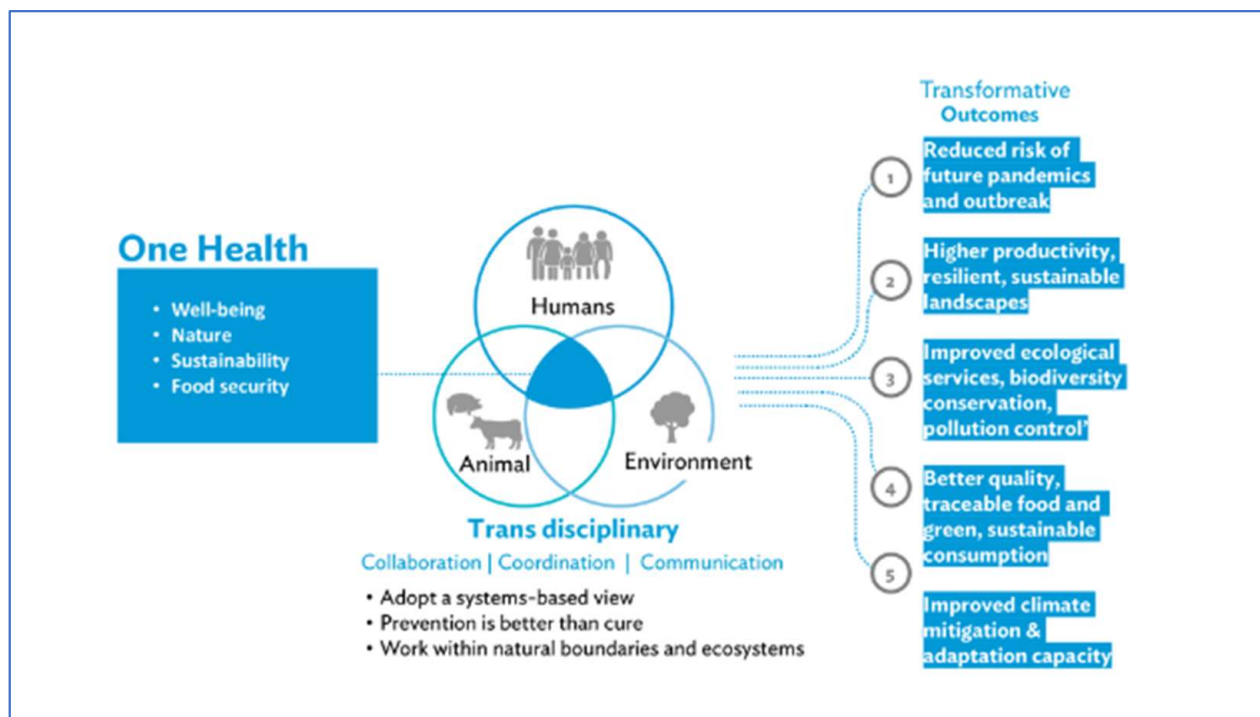 One Health
• Well-being
• Nature
• Sustainability
• Food security
Humans
Animal
Environment
Trans disciplinary
Collaboration | Coordination | Communication
• Adopt a systems-based view
• Prevention is better than cure
• Work within natural boundaries and ecosystems
Transformative
Outcomes
1
Reduced risk of
future pandemics
and outbreak
2
Higher productivity,
resilient, sustainable
landscapes
3
Improved ecological
services, biodiversity
conservation,
pollution control’
4
Better quality,
traceable food and
green, sustainable
consumption
5
Improved climate
mitigation &
adaptation capacity